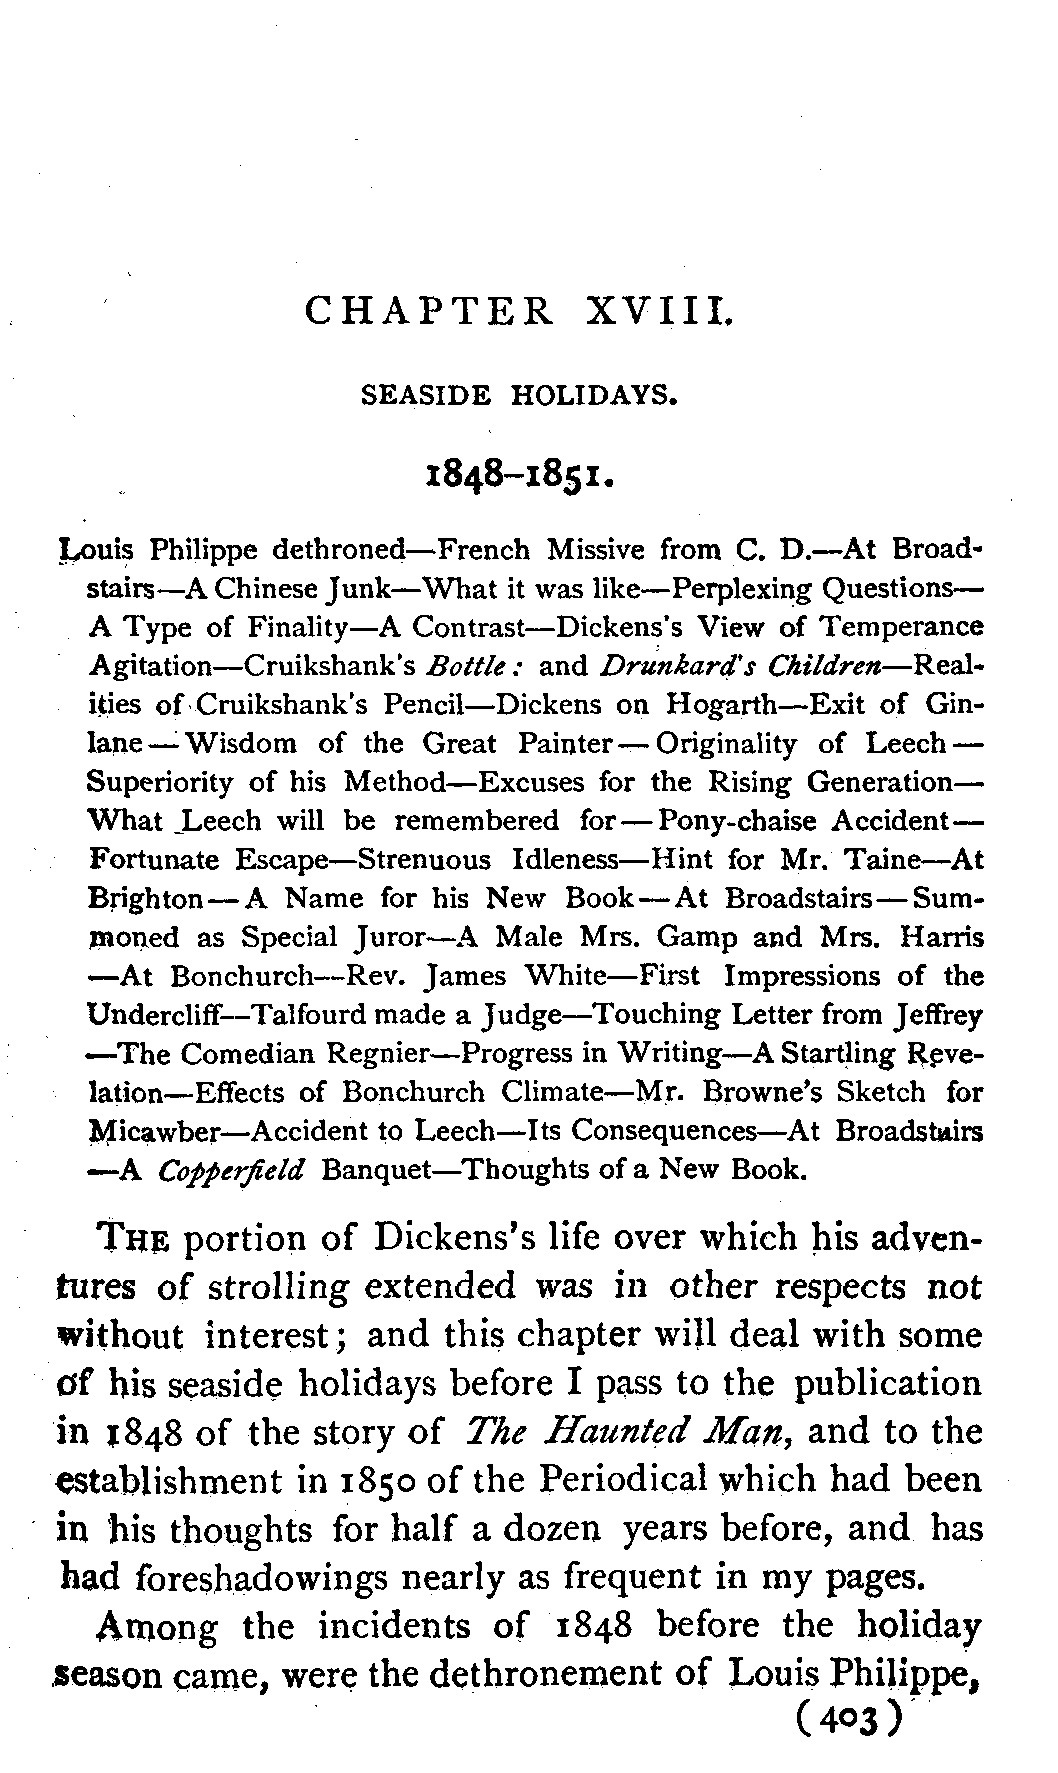 CHAPTER XVIII.
SEASIDE HOLIDAYS.
1848–1851.
Louis Philippe dethroned—French Missive from C. D.—At Broad-
stairs—A Chinese Junk—What it was like—Perplexing Questions—
A Type of Finality—A Contrast—Dickens's View of Temperance
Agitation—Cruikshank's Bottle: and Drunkard's Children—Real-
ities of Cruikshank's Pencil—Dickens on Hogarth—Exit of Gin-
lane—Wisdom of the Great Painter—Originality of Leech—
Superiority of his Method—Excuses for the Rising Generation—
What Leech will be remembered for—Pony-chaise Accident—
Fortunate Escape—Strenuous Idleness—Hint for Mr. Taine—At
Brighton—A Name for his New Book—At Broadstairs—Sum-
moned as Special Juror—A Male Mrs. Gamp and Mrs. Harris
—At Bonchurch—Rev. James White—First Impressions of the
Undercliff—Talfourd made a Judge—Touching Letter from Jeffrey
—The Comedian Regnier—Progress in Writing—A Startling Reve-
lation—Effects of Bonchurch Climate—Mr. Browne's Sketch for
Micawber—Accident to Leech—Its Consequences—At Broadstairs
—A Copperfield Banquet—Thoughts of a New Book.
THE portion of Dickens's life over which his adven-
tures of strolling extended was in other respects not
without interest; and this chapter will deal with some
of his seaside holidays before I pass to the publication
in 1848 of the story of The Haunted Man, and to the
establishment in 1850 of the Periodical which had been
in his thoughts for half a dozen years before, and has
had foreshadowings nearly as frequent in my pages.
Among the incidents of 1848 before the holiday
season came, were the dethronement of Louis Philippe,
(403)